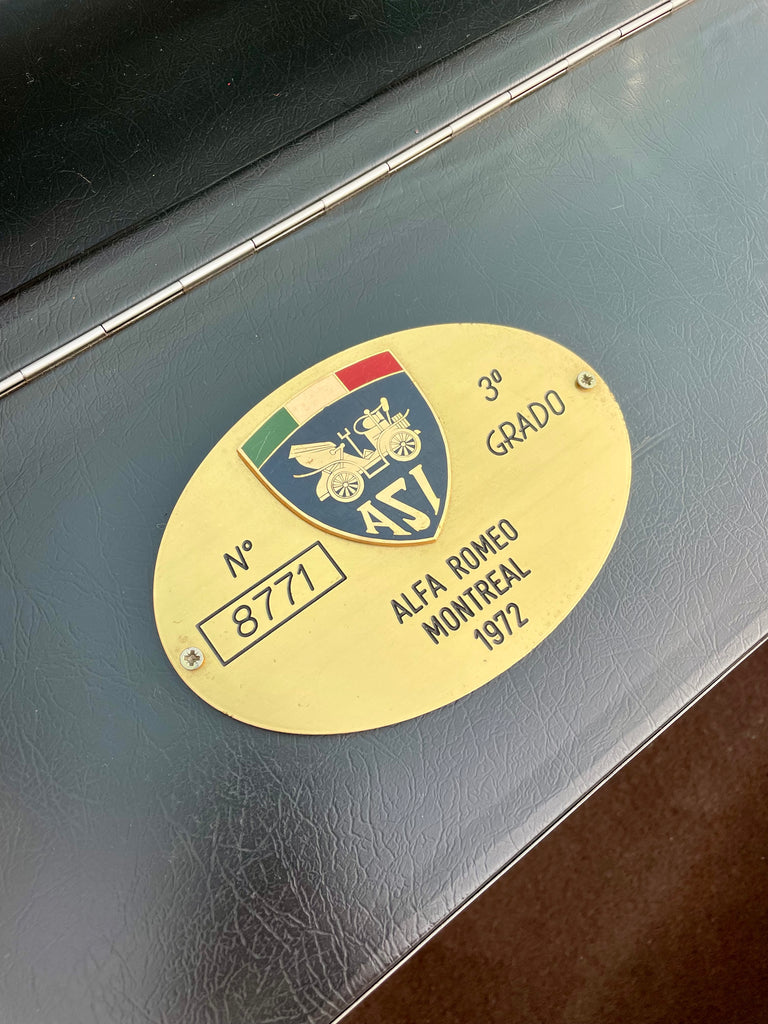 ASI
3º
GRADO
Nº
8771
ALFA ROMEO
MONTREAL
1972